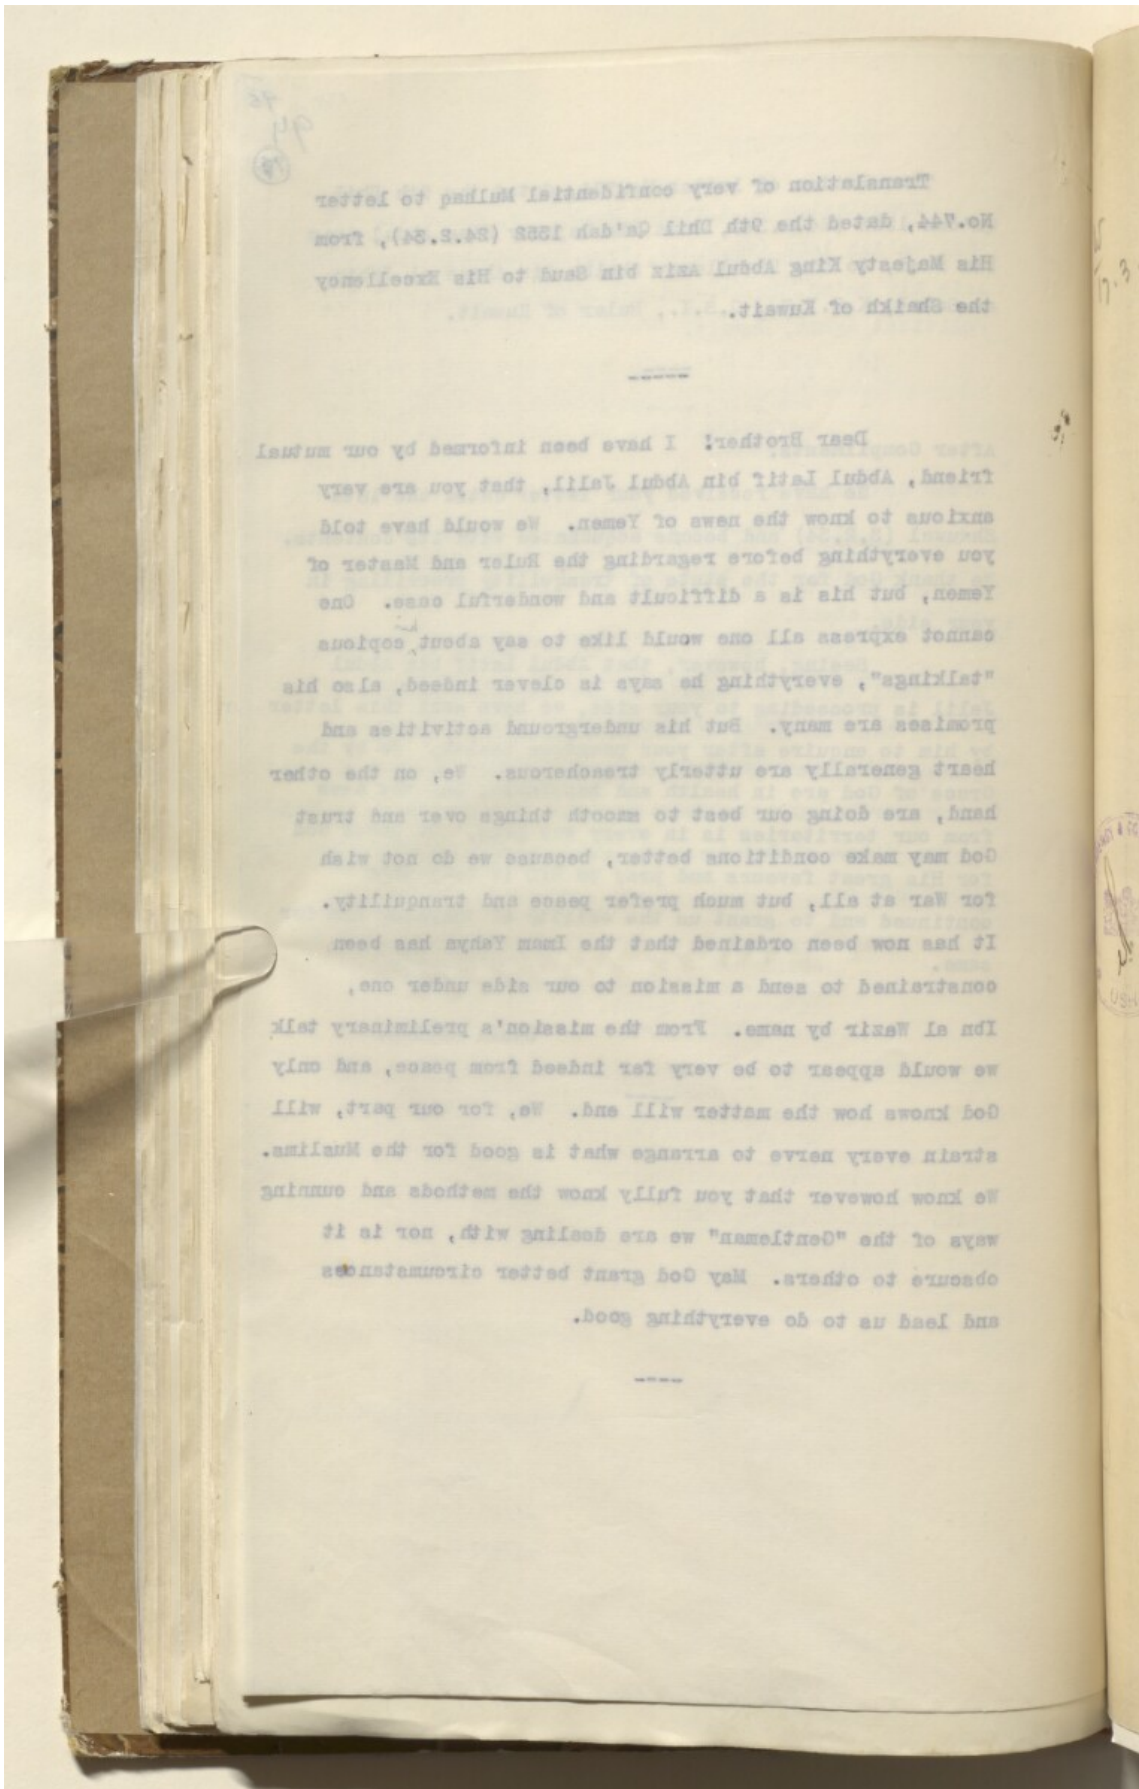 Translation of very confidential Mulhaq to letter
No.744, dated the 9th Dhil Qa'dah 1352 (24.2.34), from
His Majesty King Abdul Aziz bin Saud to His Excellency
the Shaikh of Kuwait.
-----
Dear Brother! I have been informed by our mutual
friend, Abdul Latif bin Abdul Jalil, that you are very
anxious to know the news of Yemen. We would have told
you everything before regarding the Ruler and Master of
Yemen, but his is a difficult and wonderful case. One
cannot express all one would like to say about copious
"talkings", everything he says is clever indeed, also his
promises are many. But his underground activities and
heart generally are utterly treacherous. We, on the other
hand, are doing our best to smooth things over and trust
God may make conditions better, because we do not wish
for War at all, but much prefer peace and tranquility.
It has now been ordained that the Imam Yahya has been
constrained to send a mission to our side under one,
Ibn al Wazir by name. From the mission's preliminery talk
we would appear to be very far indeed from peace, and only
God knows how the matter will end. We, for our part, will
strain every nerve to arrange what is good for the Muslims.
We know however that you fully know the methods and cunning
ways of the "Gentleman" we are dealing with, nor is it
obscure to others. May God grant better circumstances
and lead us to do everything good.
----